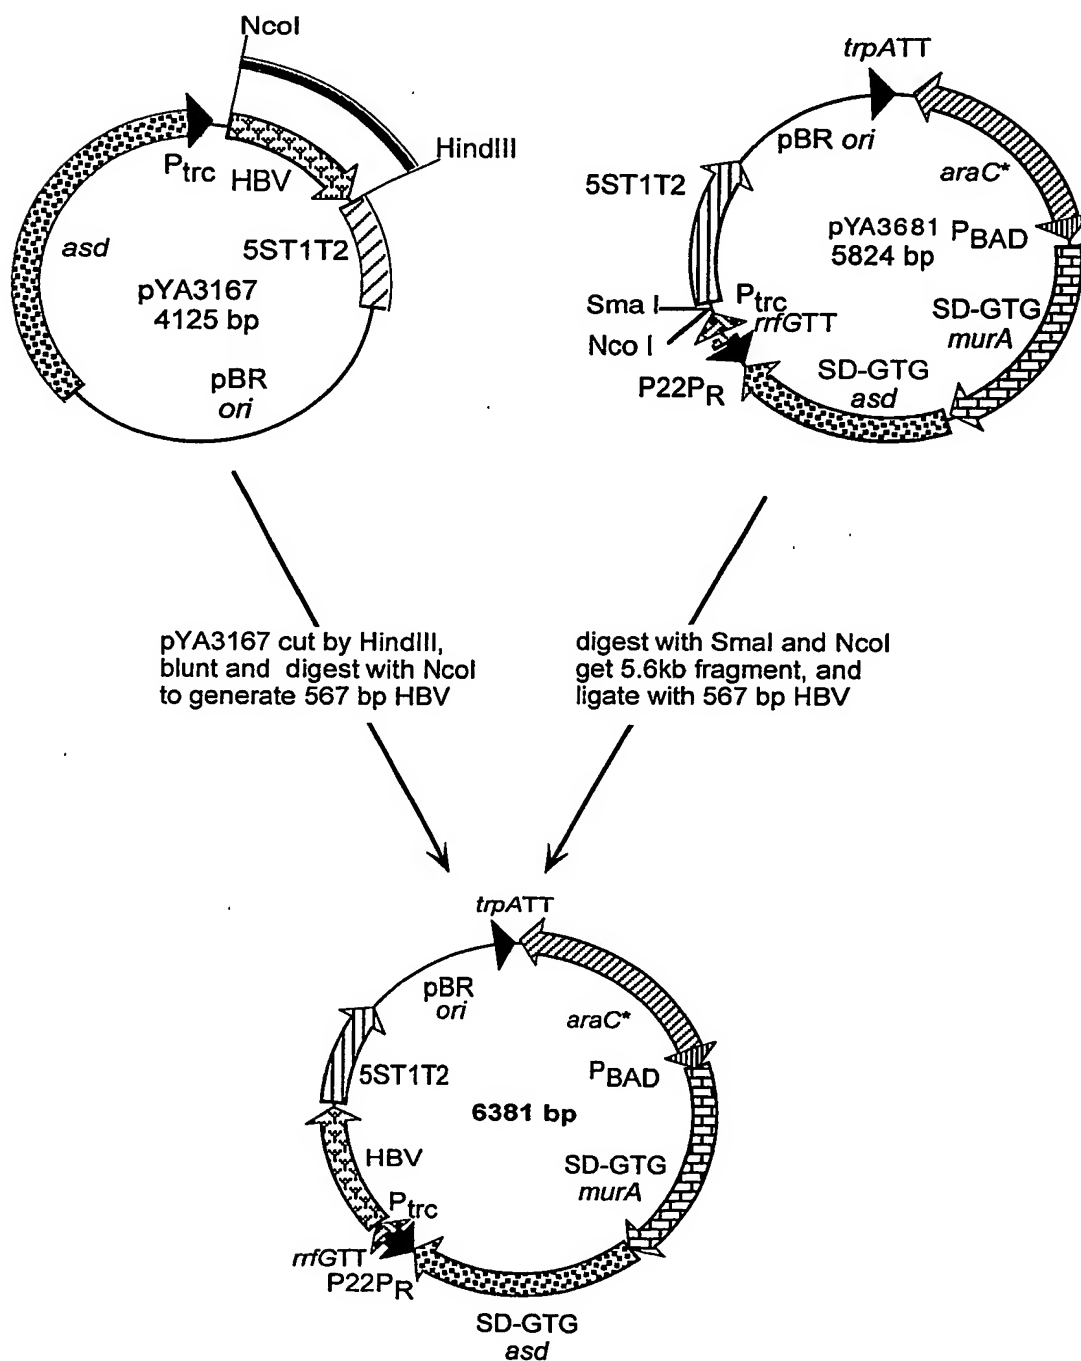 NcoI
HindIII
Ptrc
HBV
asd
5ST1T2
pYA3167
4125 bp
pBR
ori
trpATT
pBR ori
araC*
5ST1T2
pYA3681
5824 bp
PBAD
Sma I
Nco I
Ptrc
rrfGTT
SD-GTG
murA
P22PR
SD-GTG
asd
pYA3167 cut by HindIII,
blunt and digest with NcoI
to generate 567 bp HBV
digest with SmaI and NcoI
get 5.6kb fragment, and
ligate with 567 bp HBV
trpATT
pBR
ori
araC*
5ST1T2
PBAD
6381 bp
HBV
SD-GTG
murA
Ptrc
rrfGTT
P22PR
SD-GTG
asd